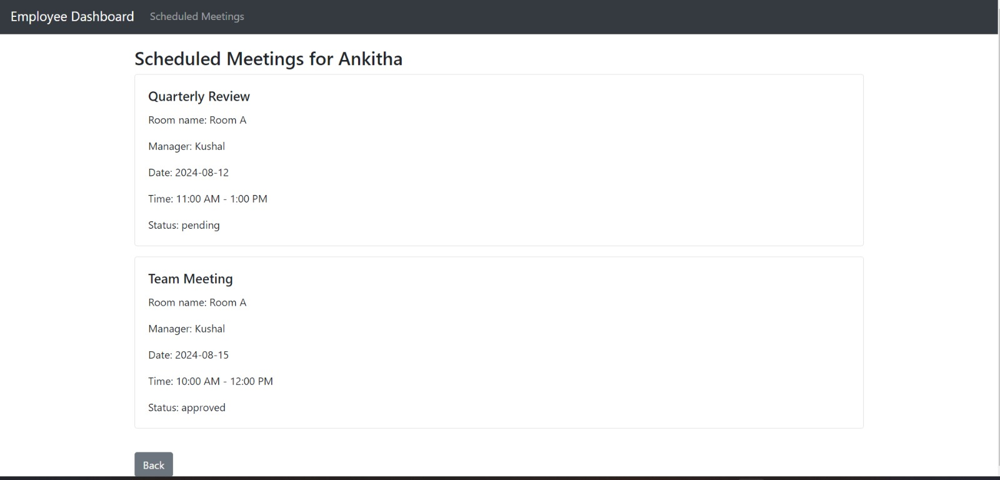 Employee Dashboard Scheduled Meetings
Scheduled Meetings for Ankitha
Quarterly Review
Room name: Room A
Manager: Kushal
Date: 2024-08-12
Time: 11:00 AM - 1:00 PM
Status: pending
Team Meeting
Room name: Room A
Manager: Kushal
Date: 2024-08-15
Time: 10:00 AM - 12:00 PM
Status: approved
Back